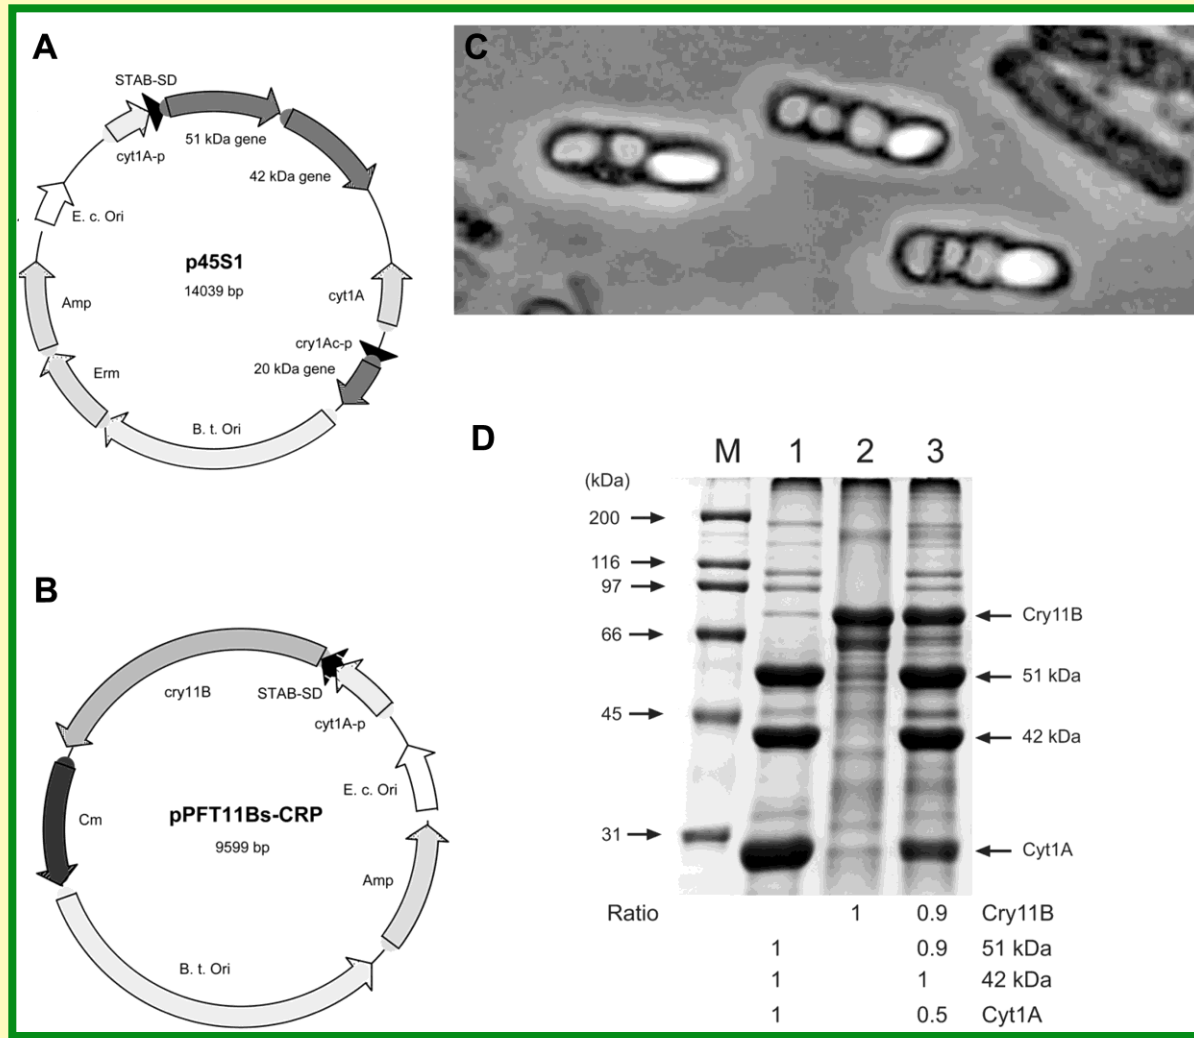 A
STAB-SD
cyt1A-p
51 kDa gene
42 kDa gene
E. c. Ori
p45S1
14039 bp
cyt1A
Amp
cry1Ac-p
20 kDa gene
Erm
B. t. Ori
C
B
cry11B
STAB-SD
cyt1A-p
E. c. Ori
Cm
pPFT11Bs-CRP
9599 bp
Amp
B. t. Ori
D
M 1 2 3
(kDa)
200
116
97
66
45
31
Cry11B
51 kDa
42 kDa
Cyt1A
Ratio 1 0.9 Cry11B
1 0.9 51 kDa
1 1 42 kDa
1 0.5 Cyt1A